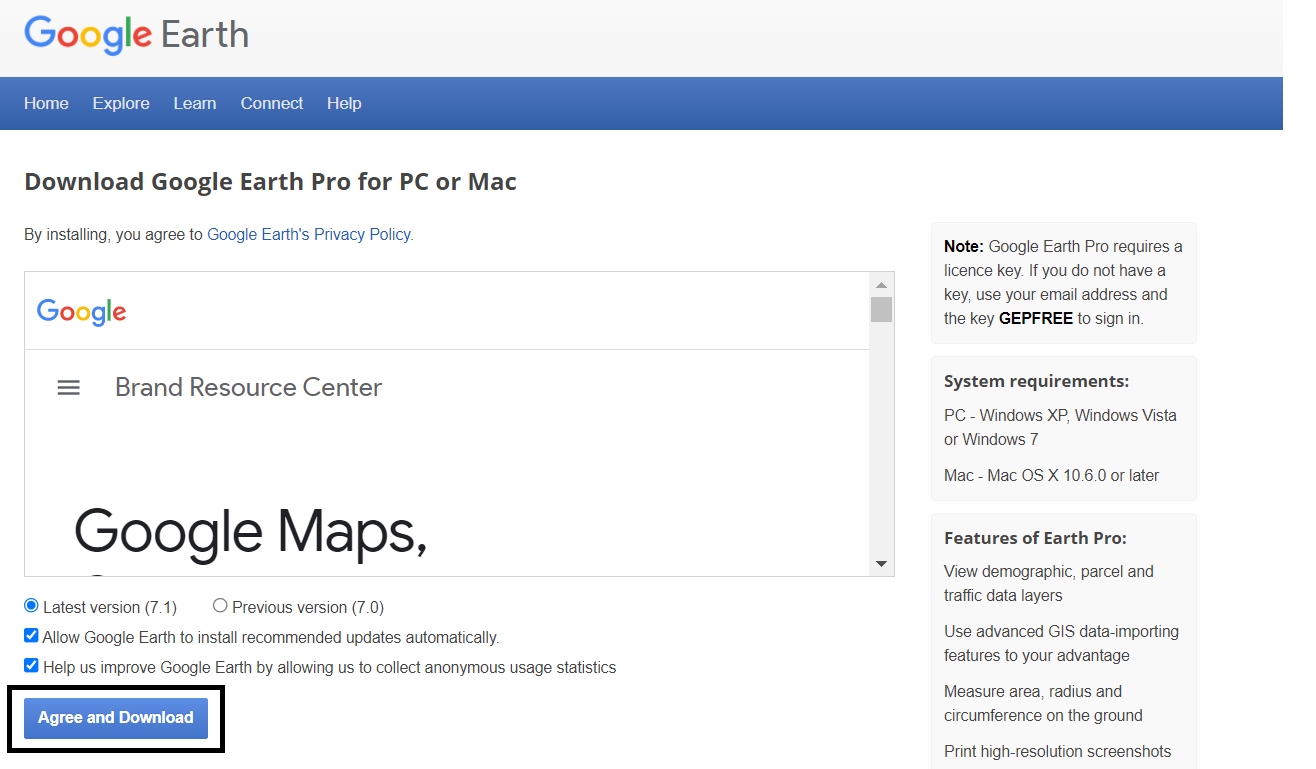 Google Earth
Home Explore Learn Connect Help
Download Google Earth Pro for PC or Mac
By installing, you agree to Google Earth's Privacy Policy.
Google
Brand Resource Center
Google Maps,
Latest version (7.1) Previous version (7.0)
Allow Google Earth to install recommended updates automatically.
Help us improve Google Earth by allowing us to collect anonymous usage statistics
Agree and Download
Note: Google Earth Pro requires a
licence key. If you do not have a
key, use your email address and
the key GEPFREE to sign in.
System requirements:
PC - Windows XP, Windows Vista
or Windows 7
Mac - Mac OS X 10.6.0 or later
Features of Earth Pro:
View demographic, parcel and
traffic data layers
Use advanced GIS data-importing
features to your advantage
Measure area, radius and
circumference on the ground
Print high-resolution screenshots